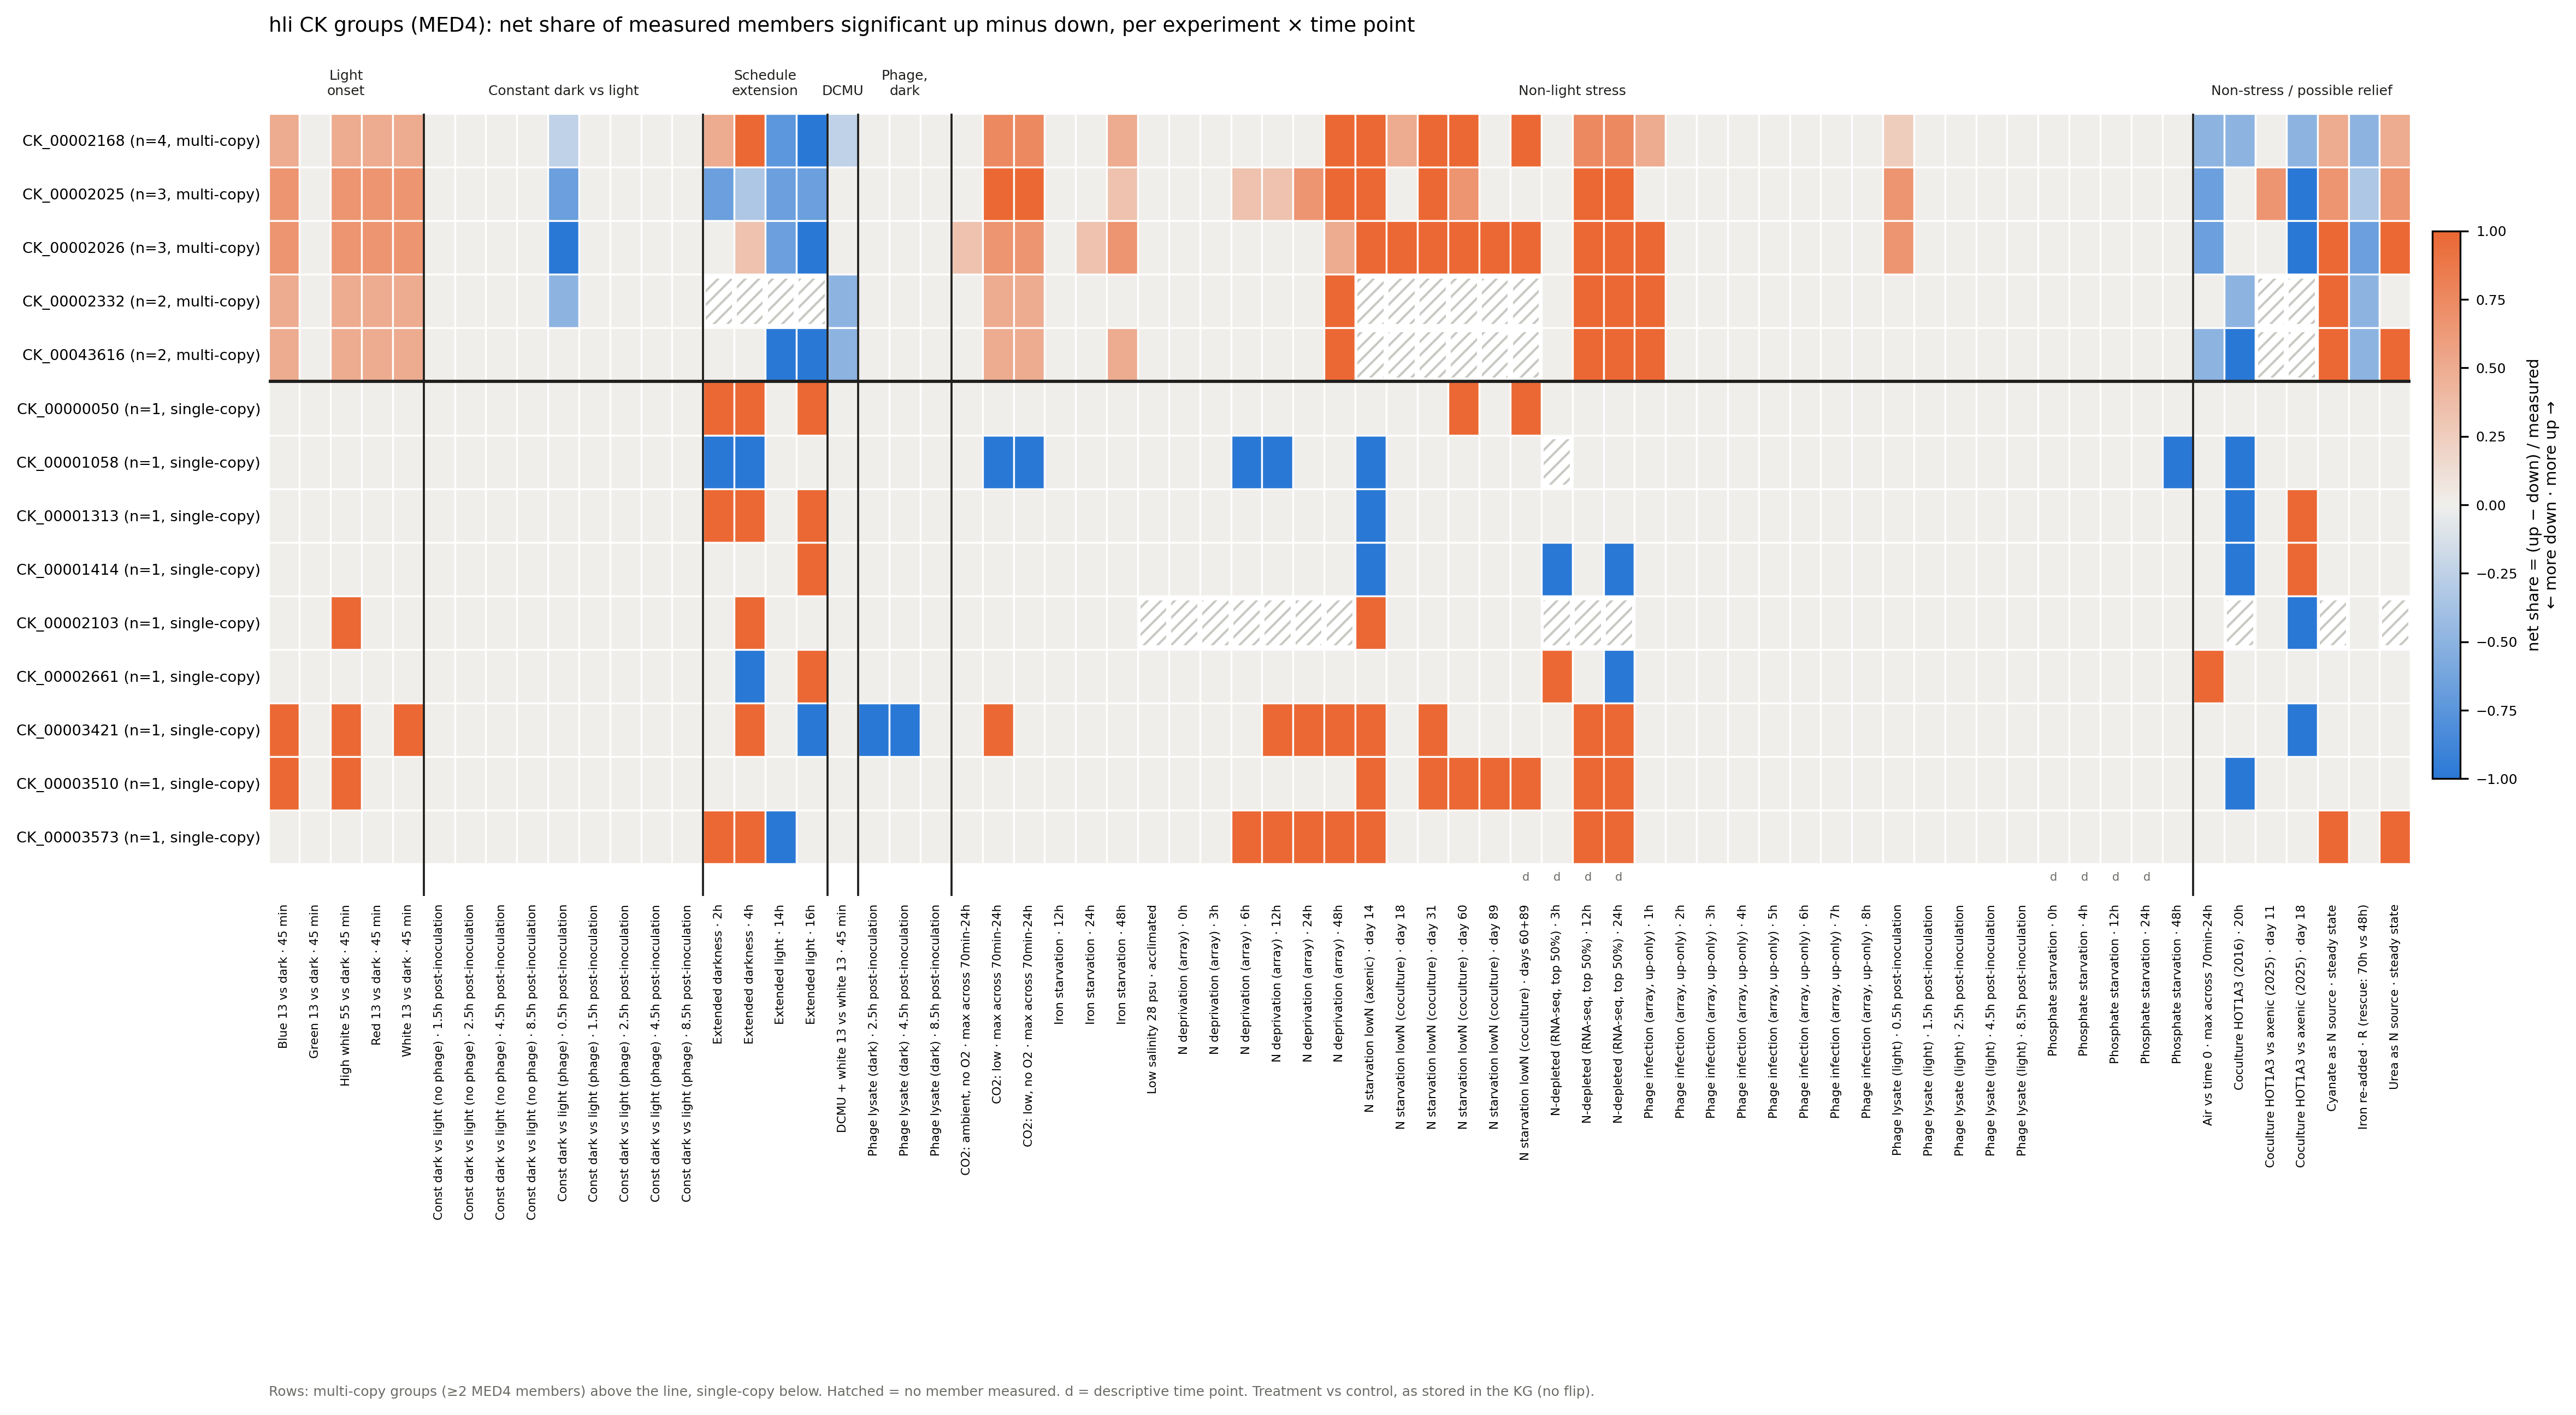 hli CK groups (MED4): net share of measured members significant up minus down, per experiment × time point
Light
onset
Constant dark vs light
Schedule
extension
DCMU
Phage,
dark
Non-light stress
Non-stress / possible relief
CK_00002168 (n=4, multi-copy)
CK_00002025 (n=3, multi-copy)
CK_00002026 (n=3, multi-copy)
CK_00002332 (n=2, multi-copy)
CK_00043616 (n=2, multi-copy)
CK_00000050 (n=1, single-copy)
CK_00001058 (n=1, single-copy)
CK_00001313 (n=1, single-copy)
CK_00001414 (n=1, single-copy)
CK_00002103 (n=1, single-copy)
CK_00002661 (n=1, single-copy)
CK_00003421 (n=1, single-copy)
CK_00003510 (n=1, single-copy)
CK_00003573 (n=1, single-copy)
1.00
0.75
0.50
0.25
0.00
−0.25
−0.50
−0.75
−1.00
net share = (up − down) / measured
← more down · more up →
d
d
d
d
d
d
d
d
Blue 13 vs dark · 45 min
Green 13 vs dark · 45 min
High white 55 vs dark · 45 min
Red 13 vs dark · 45 min
White 13 vs dark · 45 min
Const dark vs light (no phage) · 1.5h post-inoculation
Const dark vs light (no phage) · 2.5h post-inoculation
Const dark vs light (no phage) · 4.5h post-inoculation
Const dark vs light (no phage) · 8.5h post-inoculation
Const dark vs light (phage) · 0.5h post-inoculation
Const dark vs light (phage) · 1.5h post-inoculation
Const dark vs light (phage) · 2.5h post-inoculation
Const dark vs light (phage) · 4.5h post-inoculation
Const dark vs light (phage) · 8.5h post-inoculation
Extended darkness · 2h
Extended darkness · 4h
Extended light · 14h
Extended light · 16h
DCMU + white 13 vs white 13 · 45 min
Phage lysate (dark) · 2.5h post-inoculation
Phage lysate (dark) · 4.5h post-inoculation
Phage lysate (dark) · 8.5h post-inoculation
CO2: ambient, no O2 · max across 70min-24h
CO2: low · max across 70min-24h
CO2: low, no O2 · max across 70min-24h
Iron starvation · 12h
Iron starvation · 24h
Iron starvation · 48h
Low salinity 28 psu · acclimated
N deprivation (array) · 0h
N deprivation (array) · 3h
N deprivation (array) · 6h
N deprivation (array) · 12h
N deprivation (array) · 24h
N deprivation (array) · 48h
N starvation lowN (axenic) · day 14
N starvation lowN (coculture) · day 18
N starvation lowN (coculture) · day 31
N starvation lowN (coculture) · day 60
N starvation lowN (coculture) · day 89
N starvation lowN (coculture) · days 60+89
N-depleted (RNA-seq, top 50%) · 3h
N-depleted (RNA-seq, top 50%) · 12h
N-depleted (RNA-seq, top 50%) · 24h
Phage infection (array, up-only) · 1h
Phage infection (array, up-only) · 2h
Phage infection (array, up-only) · 3h
Phage infection (array, up-only) · 4h
Phage infection (array, up-only) · 5h
Phage infection (array, up-only) · 6h
Phage infection (array, up-only) · 7h
Phage infection (array, up-only) · 8h
Phage lysate (light) · 0.5h post-inoculation
Phage lysate (light) · 1.5h post-inoculation
Phage lysate (light) · 2.5h post-inoculation
Phage lysate (light) · 4.5h post-inoculation
Phage lysate (light) · 8.5h post-inoculation
Phosphate starvation · 0h
Phosphate starvation · 4h
Phosphate starvation · 12h
Phosphate starvation · 24h
Phosphate starvation · 48h
Air vs time 0 · max across 70min-24h
Coculture HOT1A3 (2016) · 20h
Coculture HOT1A3 vs axenic (2025) · day 11
Coculture HOT1A3 vs axenic (2025) · day 18
Cyanate as N source · steady state
Iron re-added · R (rescue: 70h vs 48h)
Urea as N source · steady state
Rows: multi-copy groups (≥2 MED4 members) above the line, single-copy below. Hatched = no member measured. d = descriptive time point. Treatment vs control, as stored in the KG (no flip).